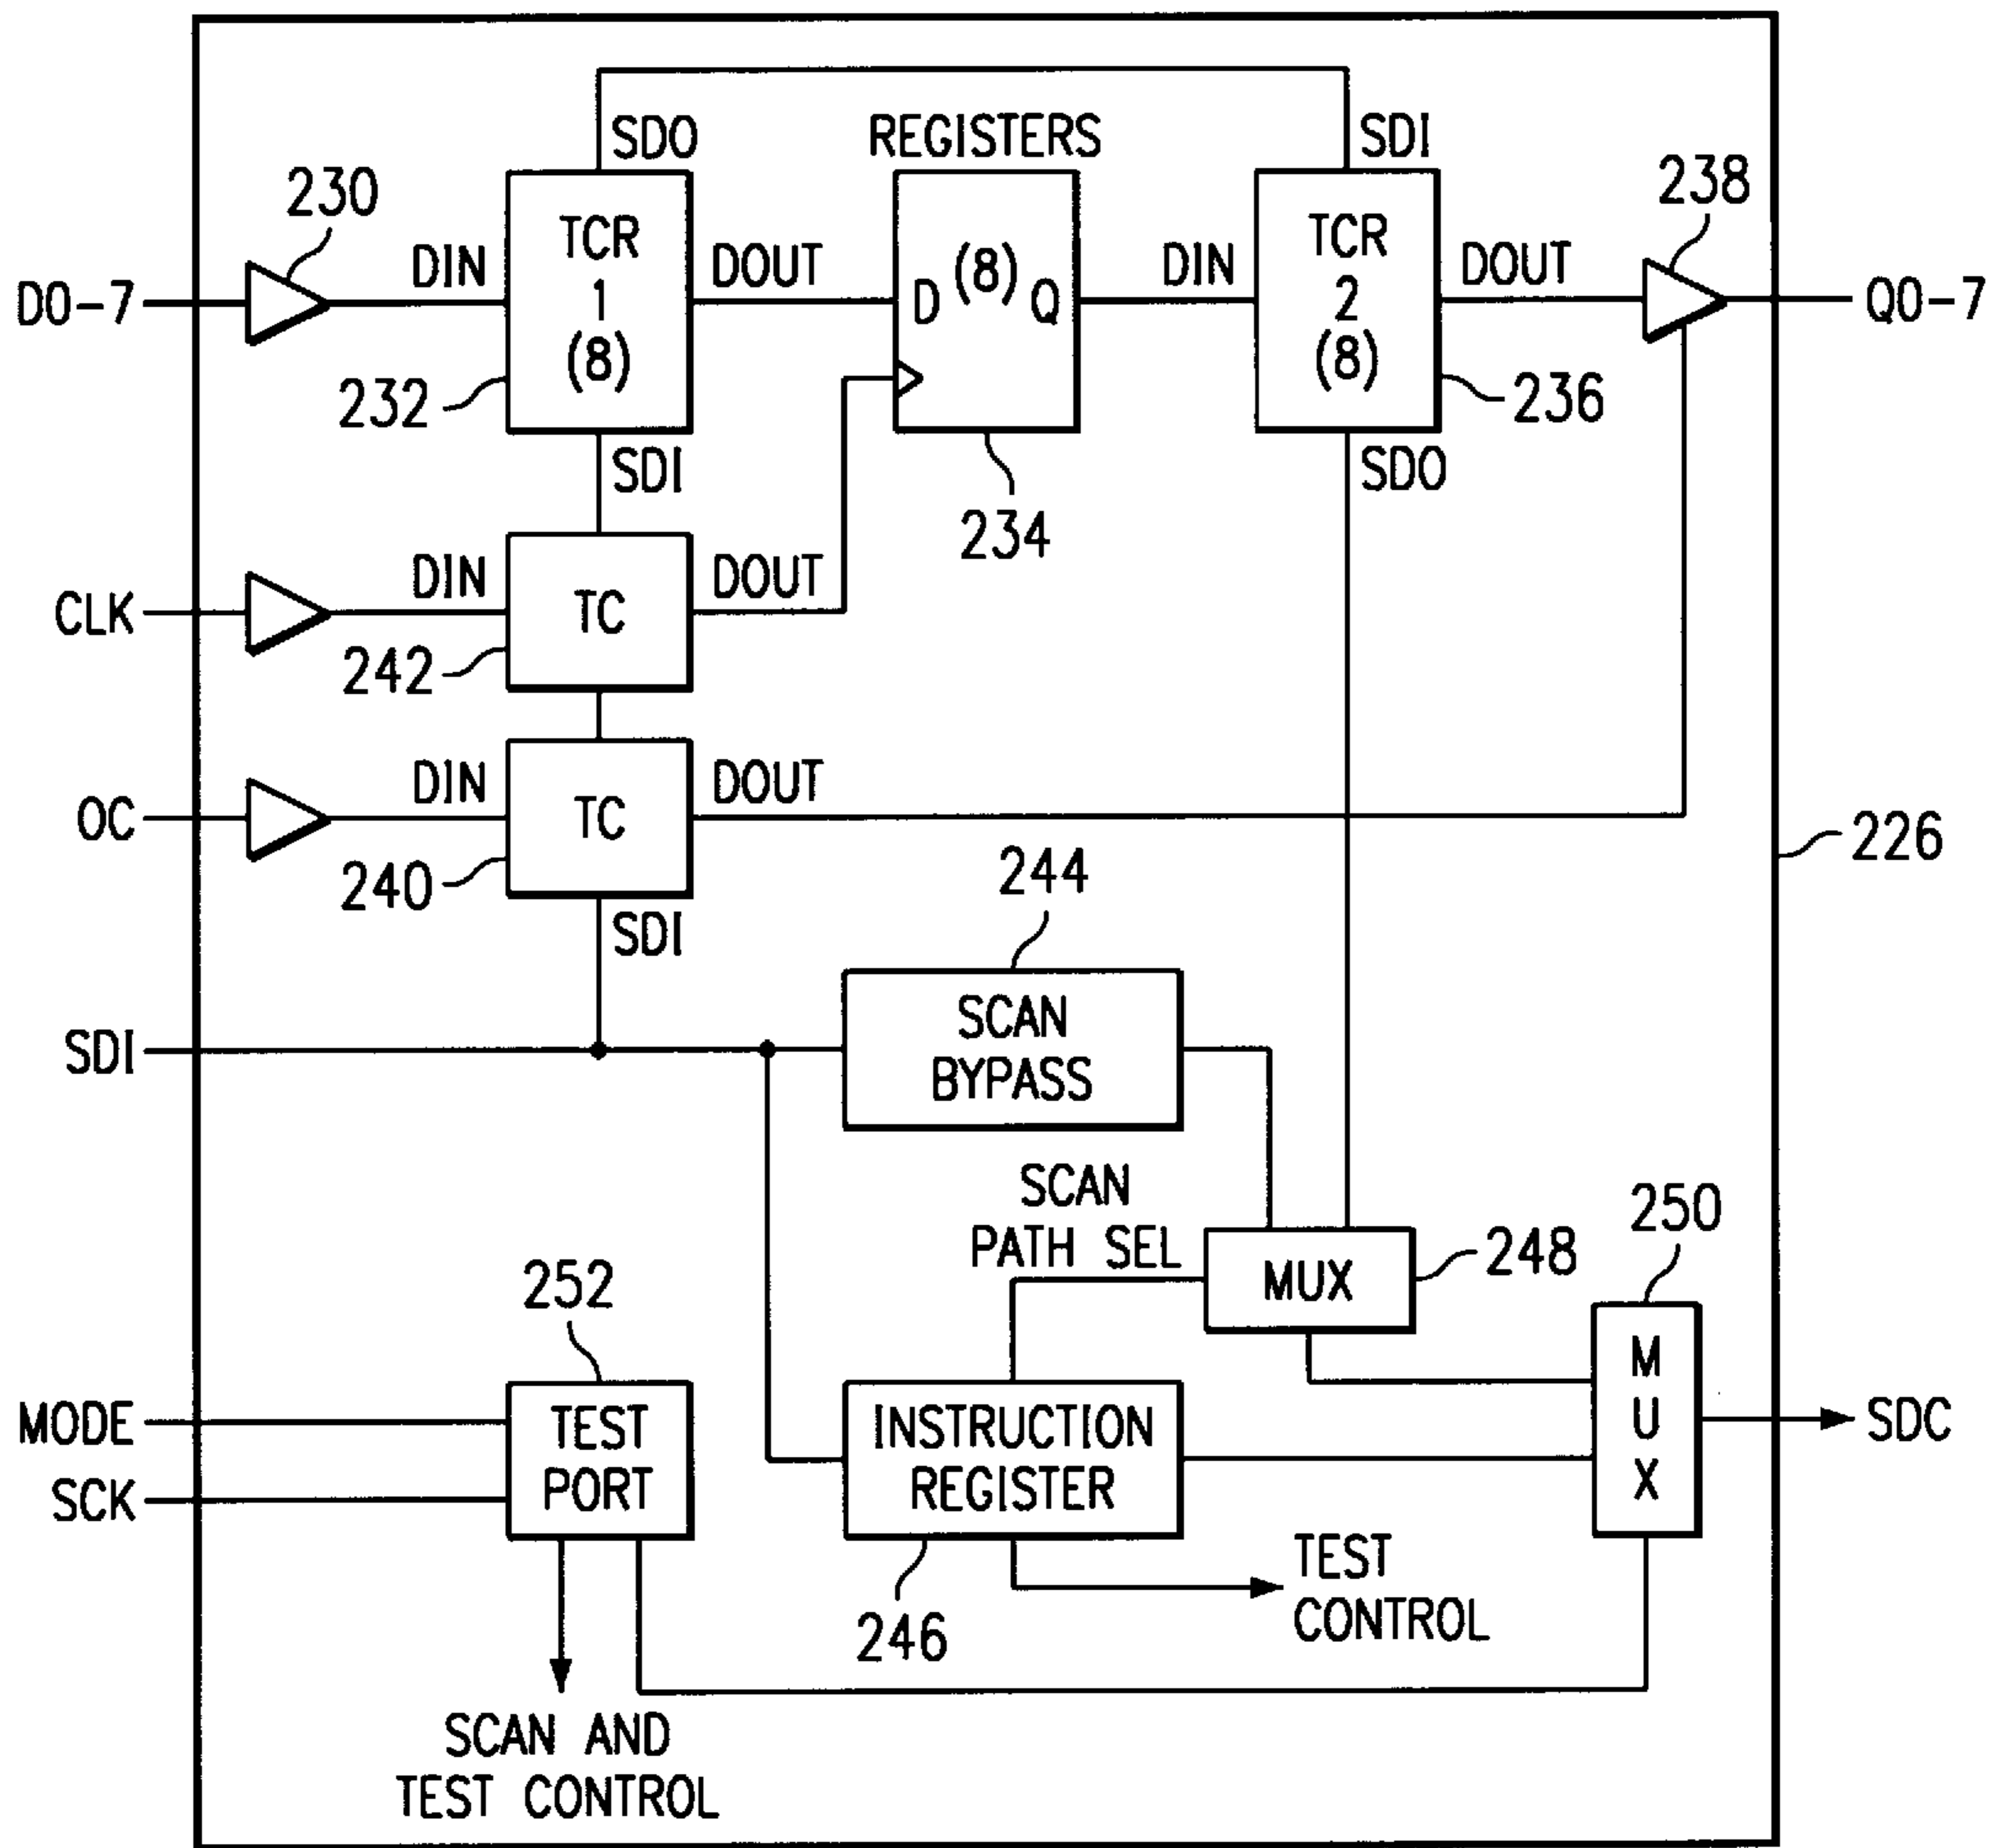 SDO
REGISTERS
SDI
230
238
D0-7
DIN
TCR
1
(8)
DOUT
D (8) Q
DIN
TCR
2
(8)
DOUT
Q0-7
232
236
SDI
234
SDO
CLK
DIN
TC
DOUT
242
OC
DIN
TC
DOUT
226
240
244
SDI
SDI
SCAN
BYPASS
SCAN
PATH SEL
MUX
248
250
252
MODE
SCK
TEST
PORT
INSTRUCTION
REGISTER
M
U
X
SDC
246
TEST
CONTROL
SCAN AND
TEST CONTROL